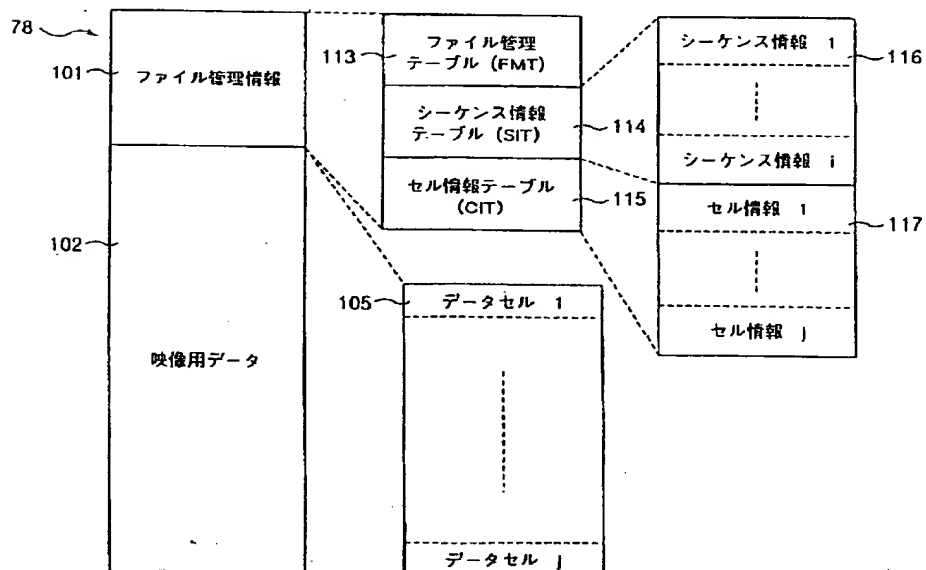 78
101
ファイル管理情報
102
映像用データ
113
ファイル管理
テーブル (FMT)
シーケンス情報
テーブル (SIT)
114
セル情報テーブル
(CIT)
115
シーケンス情報 1
116
シーケンス情報 i
セル情報 1
117
セル情報 j
105
データセル 1
データセル j